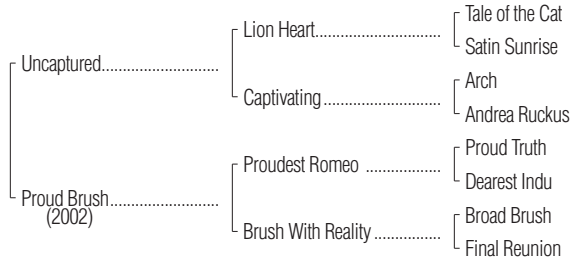 Tale of the Cat
Lion Heart
Satin Sunrise
Uncaptured
Arch
Captivating
Andrea Ruckus
Proud Truth
Proudest Romeo
Dearest Indu
Proud Brush
(2002)
Broad Brush
Brush With Reality
Final Reunion